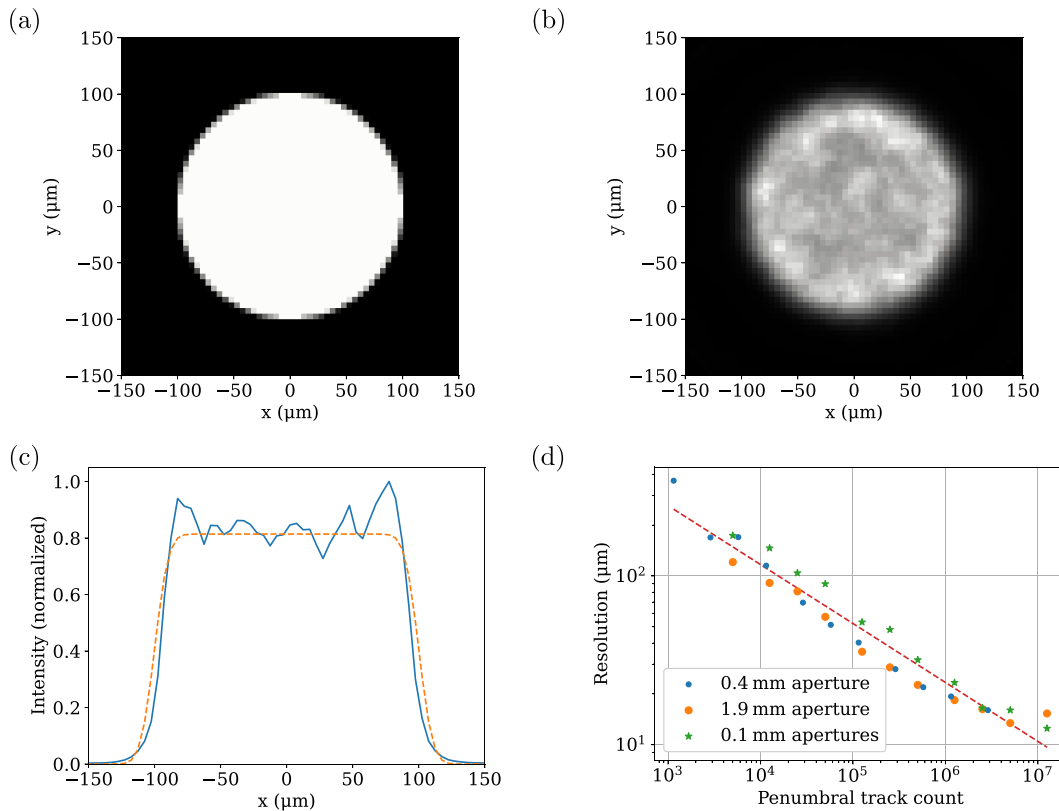 (a)
150
100
50
0
−50
−100
−150
y (µm)
−150 −100 −50 0 50 100 150
x (µm)
(b)
150
100
50
0
−50
−100
−150
y (µm)
−150 −100 −50 0 50 100 150
x (µm)
(c)
1.0
0.8
0.6
0.4
0.2
0.0
Intensity (normalized)
−150 −100 −50 0 50 100 150
x (µm)
(d)
10²
10¹
Resolution (µm)
0.4 mm aperture
1.9 mm aperture
0.1 mm apertures
10³ 10⁴ 10⁵ 10⁶ 10⁷
Penumbral track count